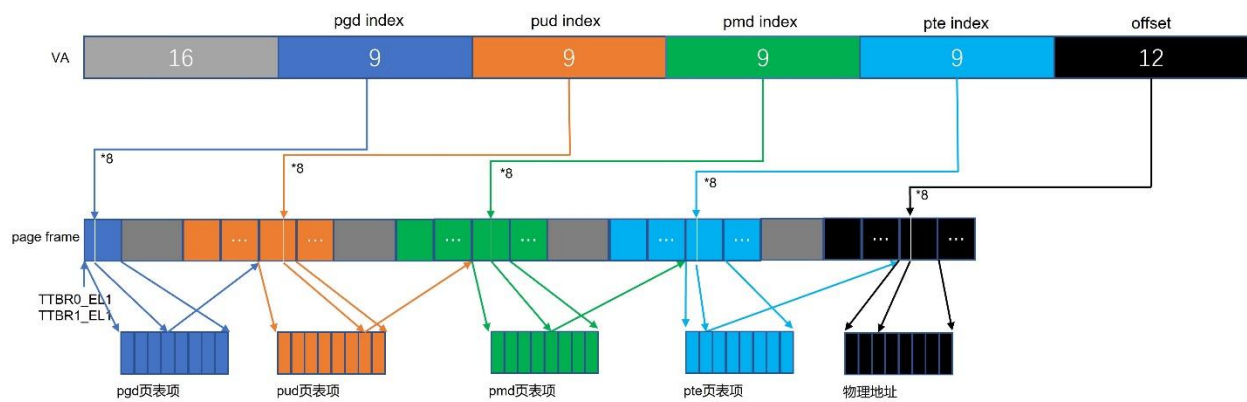 pgd index pud index pmd index pte index offset
VA 16 9 9 9 9 12
*8 *8 *8 *8 *8
page frame ... ... ... ... ... ... ...
TTBR0_EL1
TTBR1_EL1
pgd页表项 pud页表项 pmd页表项 pte页表项 物理地址